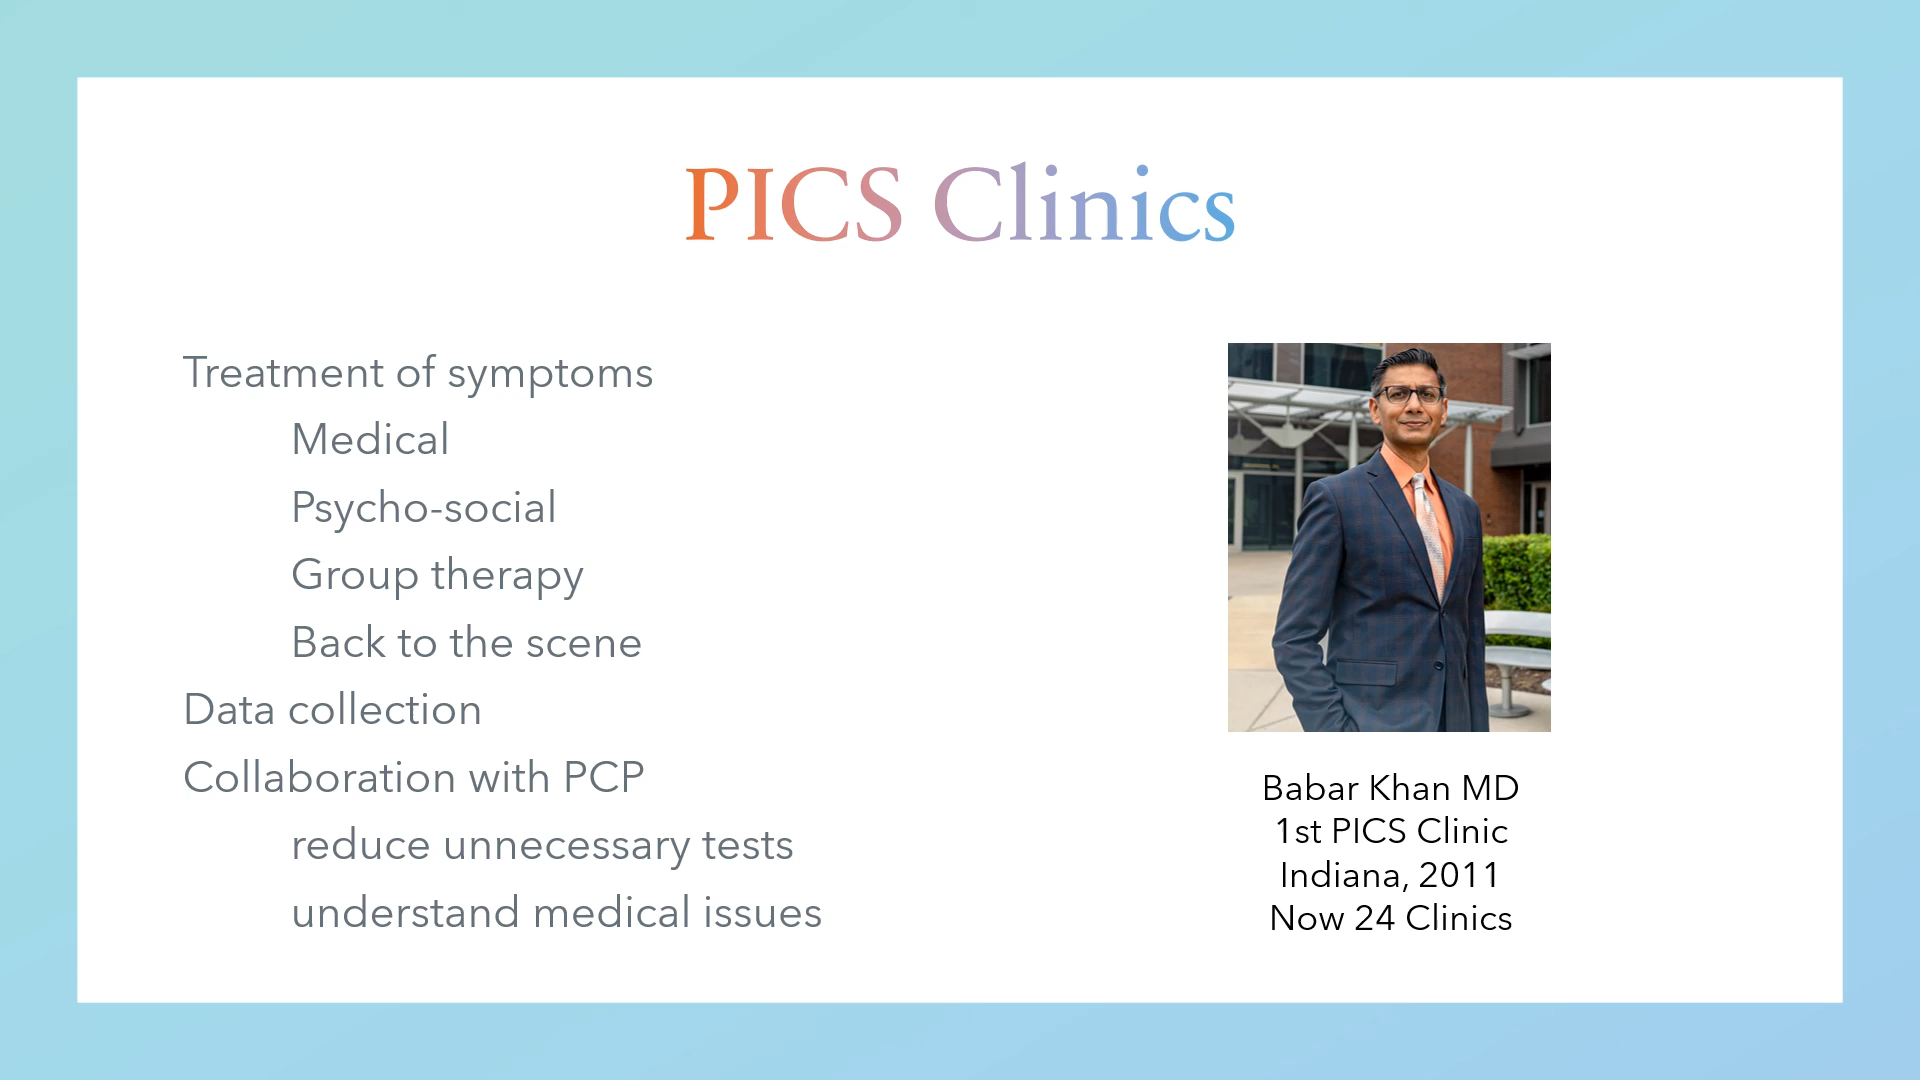 PICS Clinics
Treatment of symptoms
Medical
Psycho-social
Group therapy
Back to the scene
Data collection
Collaboration with PCP
reduce unnecessary tests
understand medical issues
Babar Khan MD
1st PICS Clinic
Indiana, 2011
Now 24 Clinics